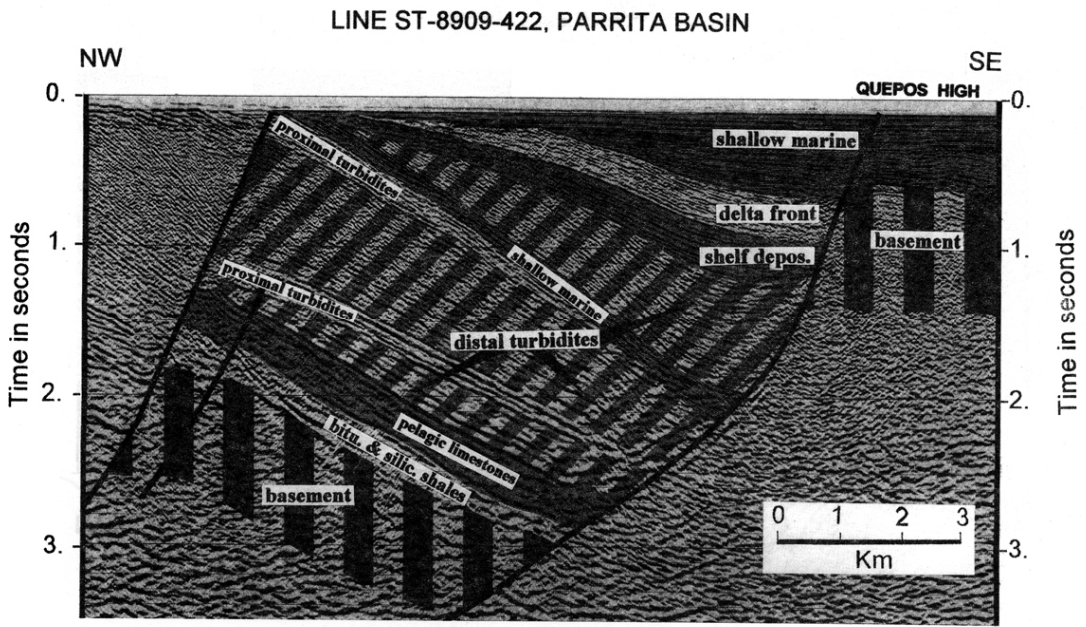 LINE ST-8909-422, PARRITA BASIN
NW
SE
QUEPOS HIGH
0.
0.
proximal turbidites
shallow marine
delta front
basement
Time in seconds
1.
shelf depos.
1.
Time in seconds
proximal turbidites
shallow marine
distal turbidites
2.
2.
pelagic limestones
bitu. & silic. shales
basement
0 1 2 3
Km
3.
3.